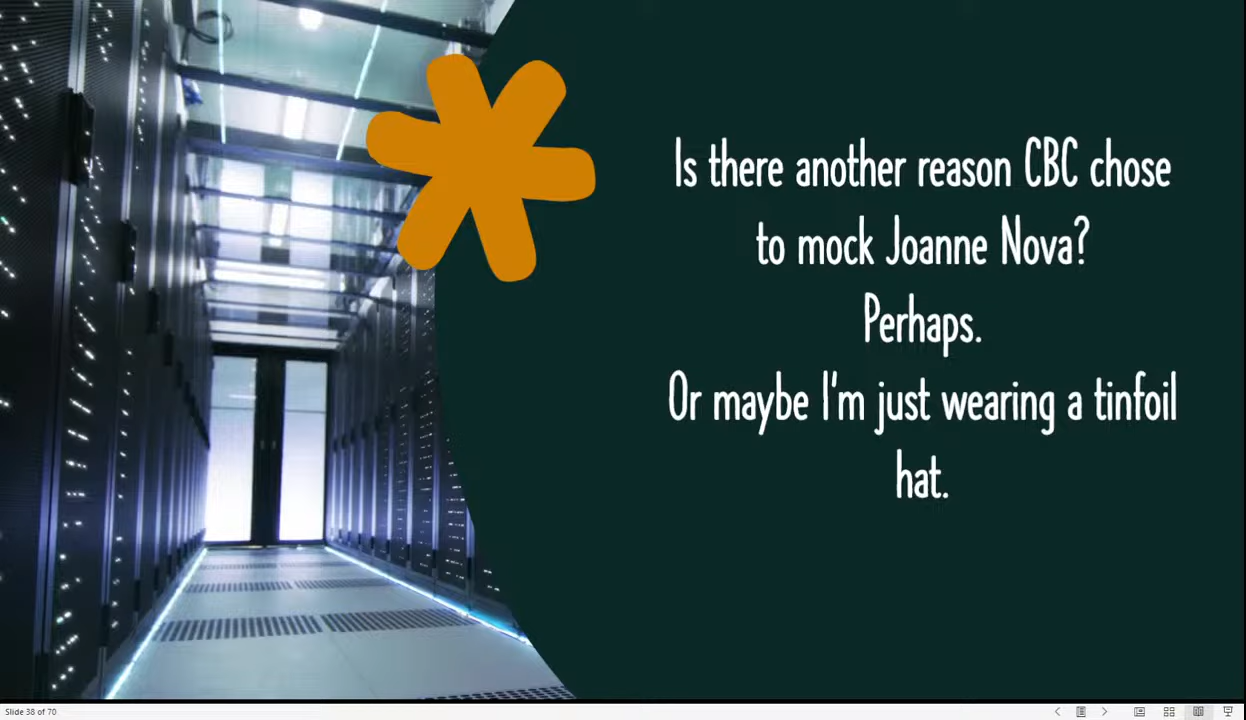 Is there another reason CBC chose
to mock Joanne Nova?
Perhaps.
Or maybe I'm just wearing a tinfoil
hat.
Slide 38 of 70